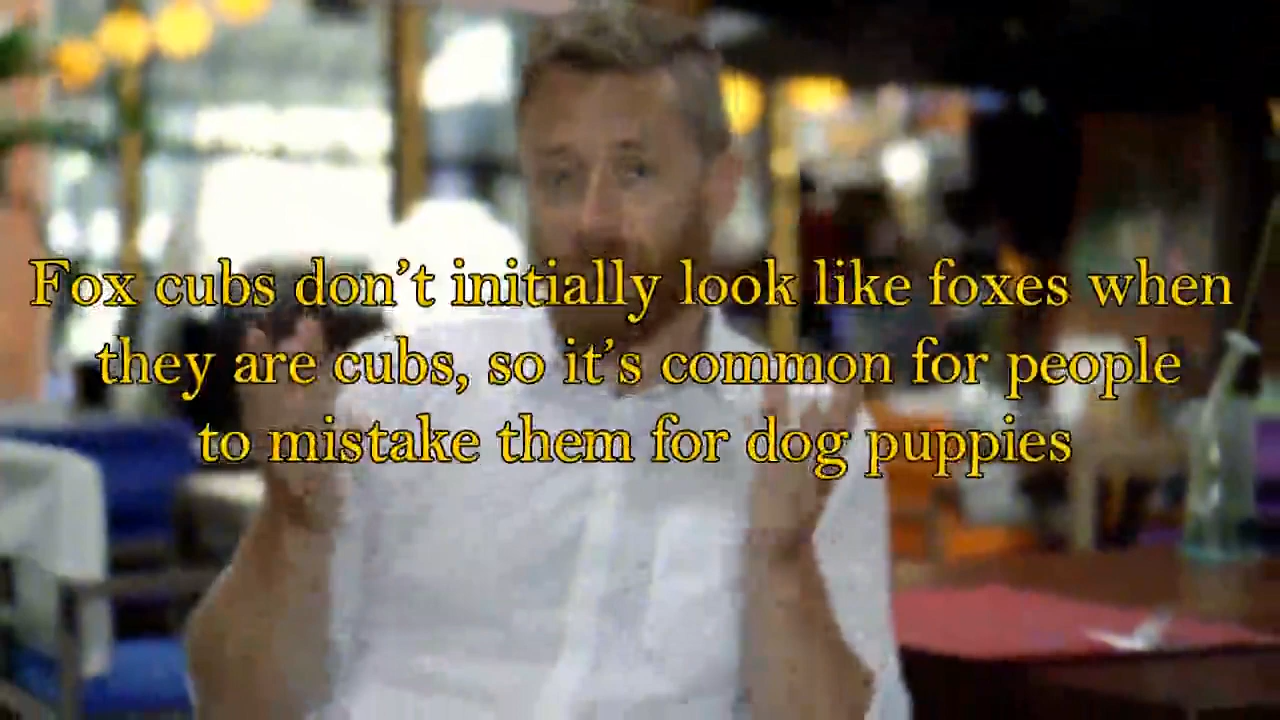 Fox cubs don’t initially look like foxes when
they are cubs, so it’s common for people
to mistake them for dog puppies